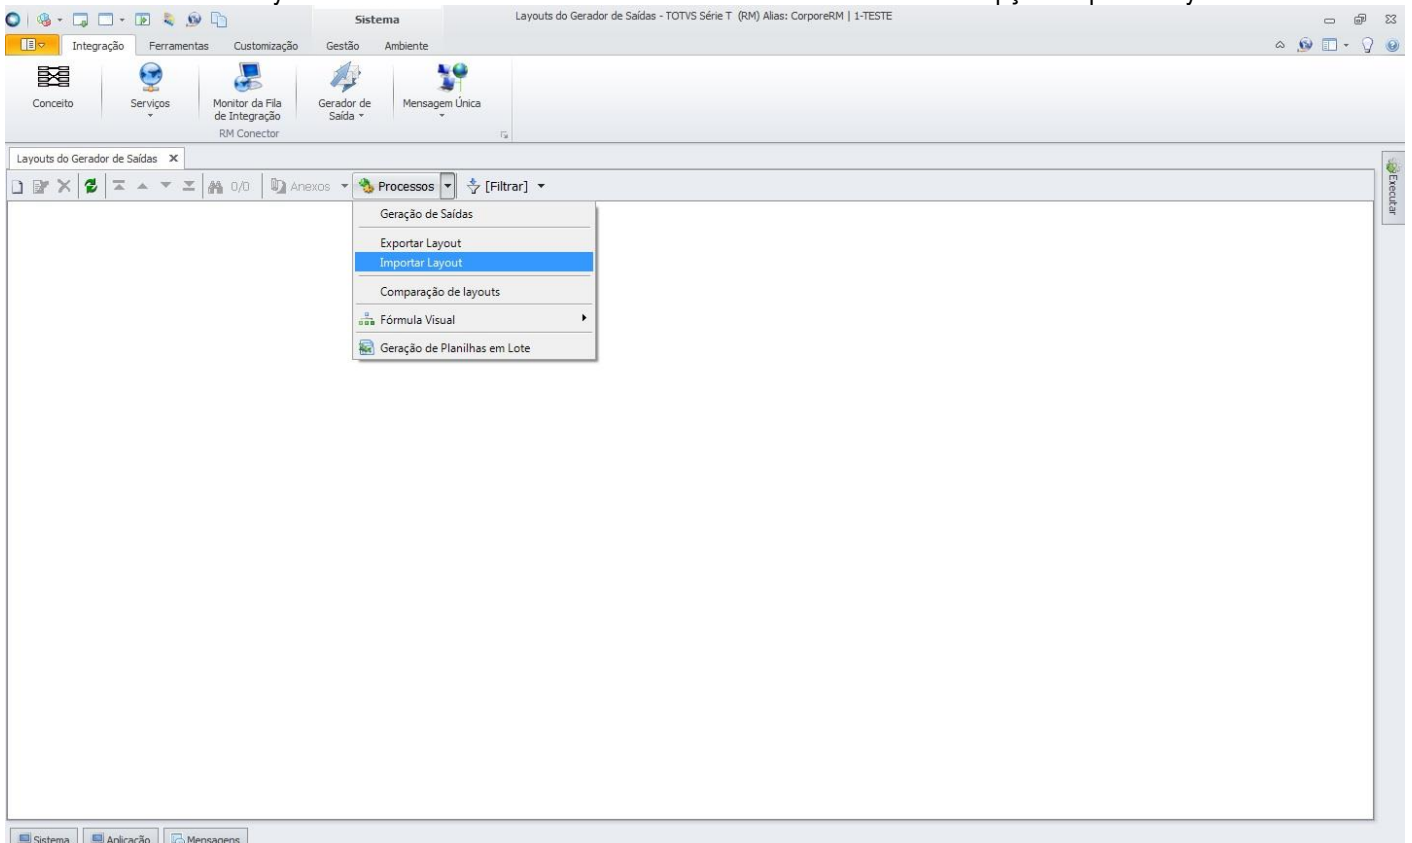 Sistema
Layouts do Gerador de Saídas - TOTVS Série T (RM) Alias: CorporeRM | 1-TESTE
Integração Ferramentas Customização Gestão Ambiente
Conceito
Serviços
Monitor da Fila
de Integração
Gerador de
Saída
Mensagem Única
RM Conector
Layouts do Gerador de Saídas
0/0 Anexos Processos [Filtrar]
Executar
Geração de Saídas
Exportar Layout
Importar Layout
Comparação de layouts
Fórmula Visual
Geração de Planilhas em Lote
Sistema Aplicação Mensagens